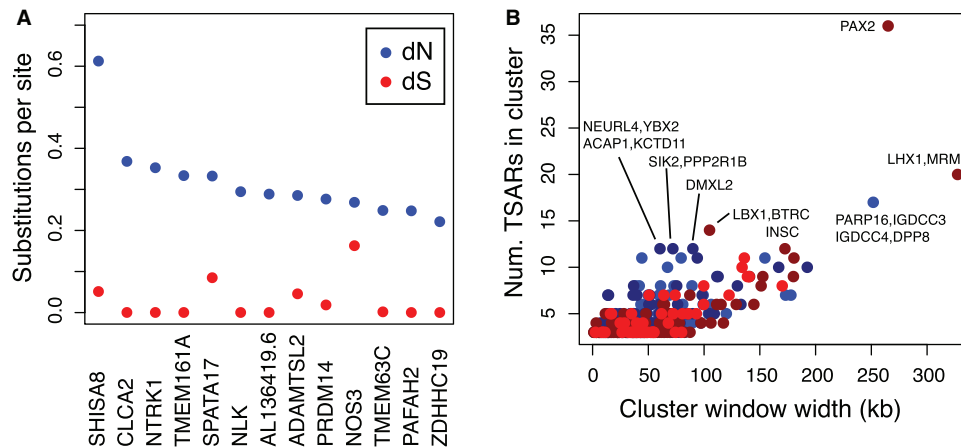 A
Substitutions per site
0.6
0.4
0.2
0.0
dN
dS
SHISA8
CLCA2
NTRK1
TMEM161A
SPATA17
NLK
AL136419.6
ADAMTSL2
PRDM14
NOS3
TMEM63C
PAFAH2
ZDHHC19
B
Num. TSARs in cluster
35
30
25
20
15
10
5
PAX2
NEURL4,YBX2
ACAP1,KCTD11
SIK2,PPP2R1B
DMXL2
LHX1,MRM
LBX1,BTRC
INSC
PARP16,IGDCC3
IGDCC4,DPP8
0 50 100 150 200 250 300
Cluster window width (kb)